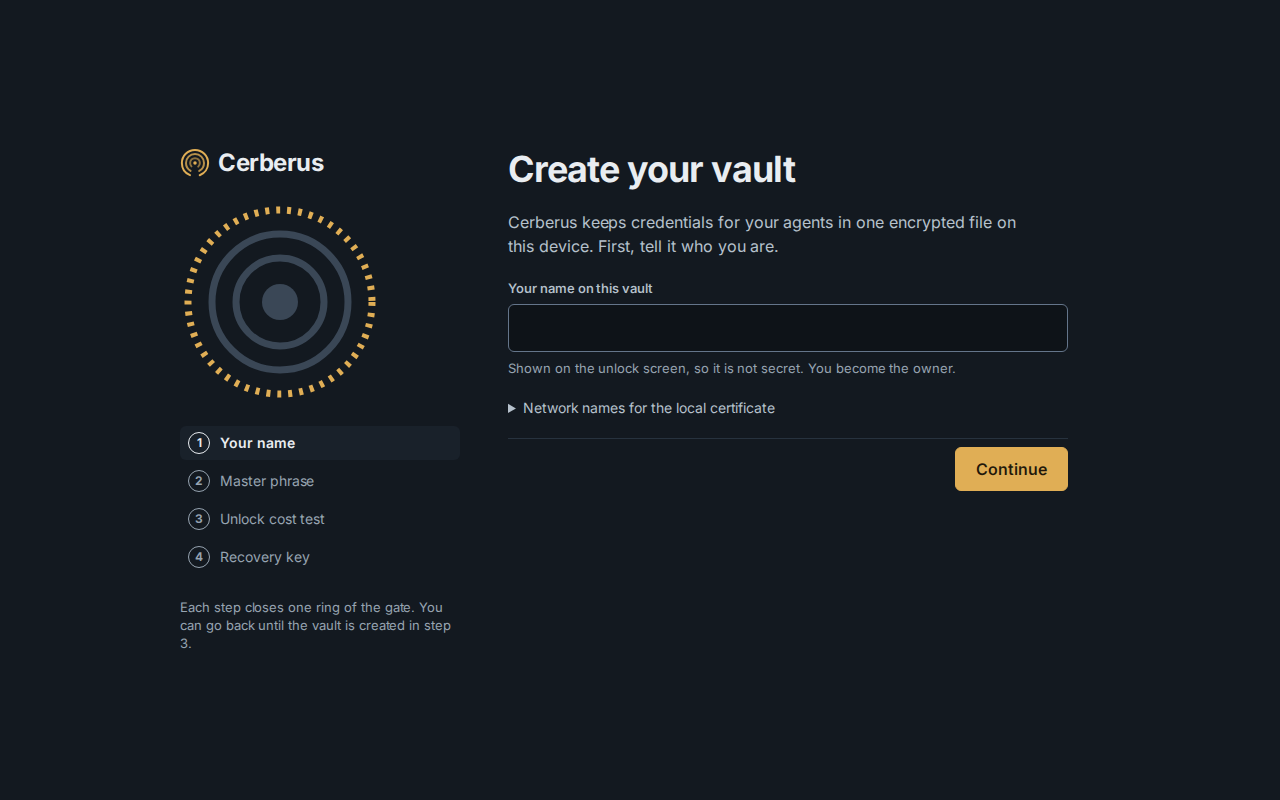 Cerberus
1 Your name
2 Master phrase
3 Unlock cost test
4 Recovery key
Each step closes one ring of the gate. You
can go back until the vault is created in step
3.
Create your vault
Cerberus keeps credentials for your agents in one encrypted file on
this device. First, tell it who you are.
Your name on this vault
Shown on the unlock screen, so it is not secret. You become the owner.
Network names for the local certificate
Continue